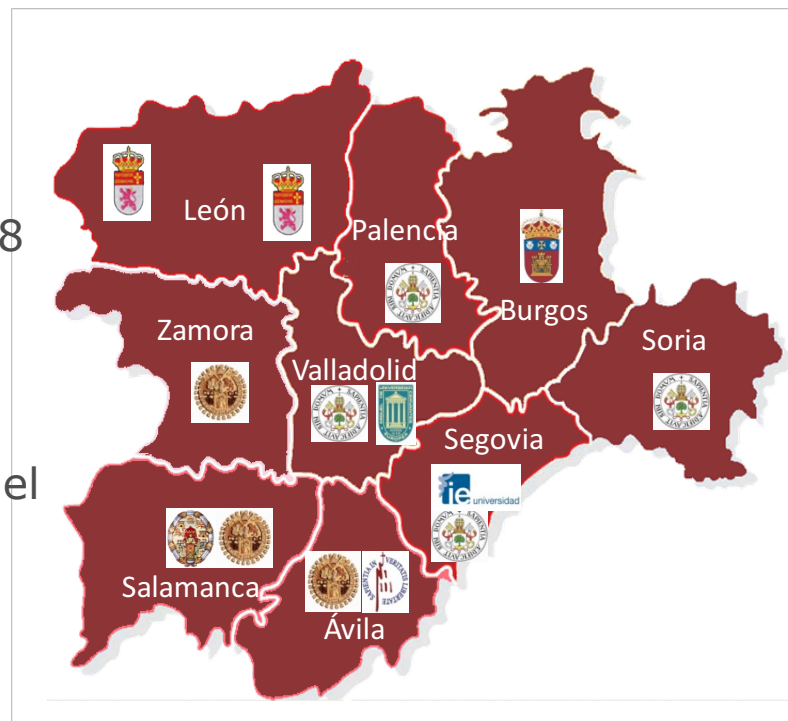 8
León
Palencia
Burgos
Zamora
Soria
Valladolid
el
Segovia
ie universidad
Salamanca
Ávila